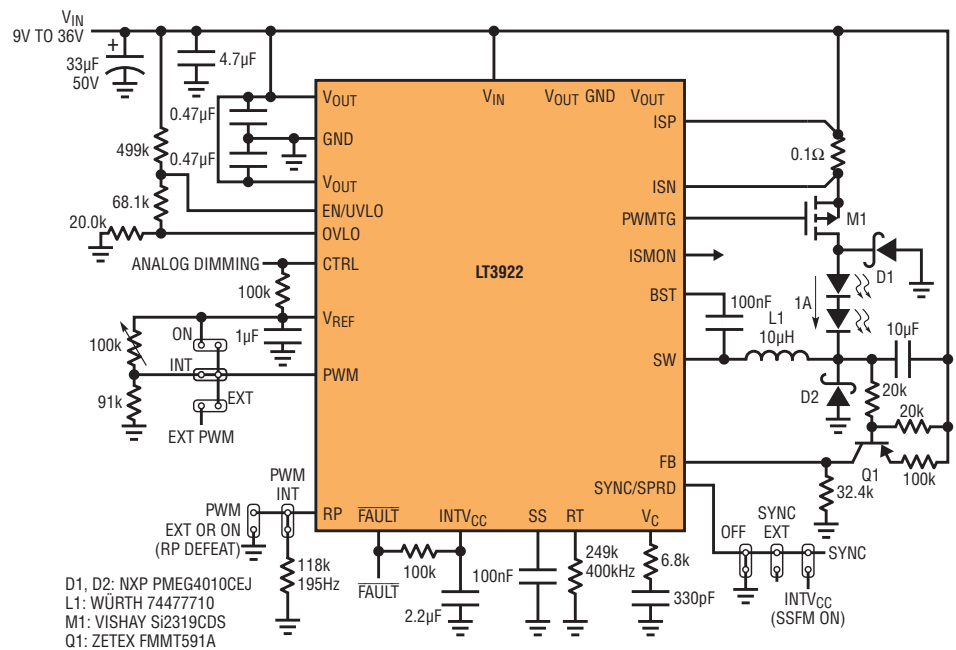 VIN
9V TO 36V
+
33µF
50V
4.7µF
0.47µF
0.47µF
499k
68.1k
20.0k
ANALOG DIMMING
100k
1µF
100k
ON
INT
EXT
91k
EXT PWM
PWM
INT
PWM
EXT OR ON
(RP DEFEAT)
118k
195Hz
VOUT
GND
VOUT
EN/UVLO
OVLO
CTRL
VREF
PWM
RP
VIN
VOUT GND
VOUT
LT3922
ISP
ISN
PWMTG
ISMON
BST
SW
FB
SYNC/SPRD
FAULT
INTVCC
SS
RT
VC
0.1Ω
M1
D1
1A
100nF
L1
10µH
10µF
D2
20k
20k
Q1
100k
32.4k
100k
FAULT
2.2µF
100nF
249k
400kHz
6.8k
330pF
OFF
SYNC
EXT
SYNC
INTVCC
(SSFM ON)
D1, D2: NXP PMEG4010CEJ
L1: WÜRTH 74477710
M1: VISHAY Si2319CDS
Q1: ZETEX FMMT591A